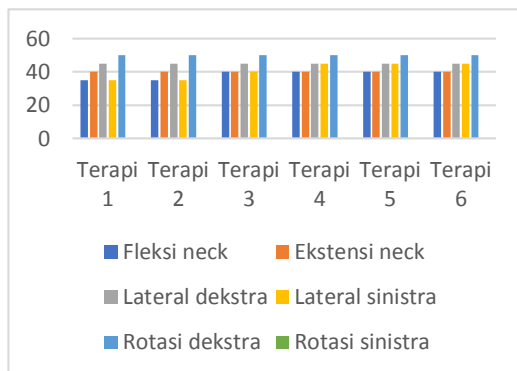 60
40
20
0
Terapi 1
Terapi 2
Terapi 3
Terapi 4
Terapi 5
Terapi 6
Fleksi neck
Ekstensi neck
Lateral dekstra
Lateral sinistra
Rotasi dekstra
Rotasi sinistra